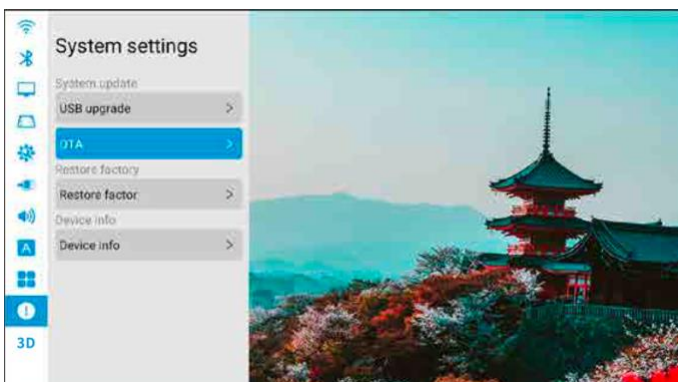 System settings
System update
USB upgrade
OTA
Restore factory
Restore factor
Device info
Device info
A
3D